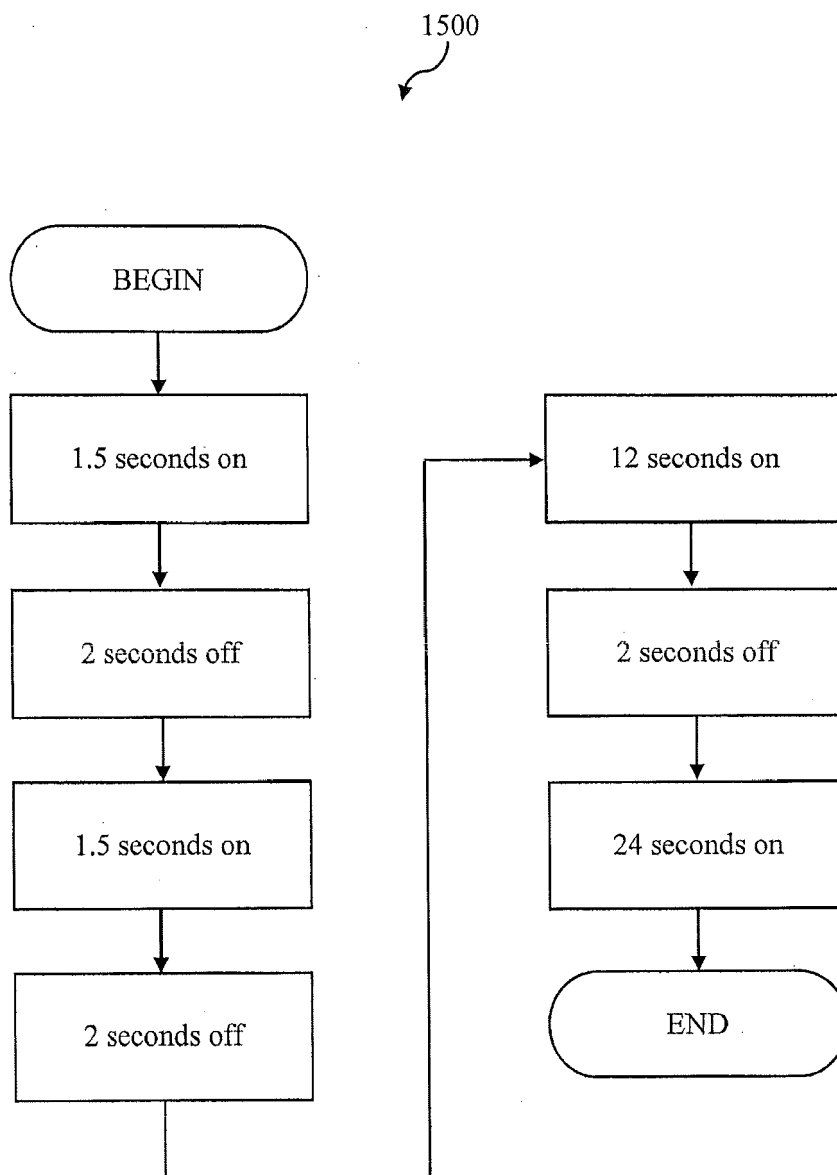 1500
BEGIN
1.5 seconds on
2 seconds off
1.5 seconds on
2 seconds off
12 seconds on
2 seconds off
24 seconds on
END